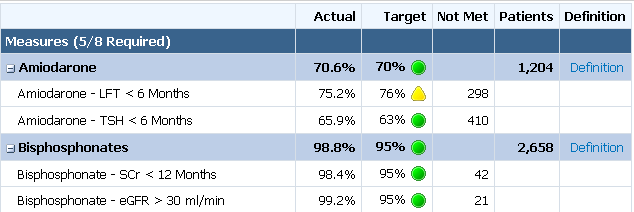 Actual Target Not Met Patients Definition
Measures (5/8 Required)
Amiodarone 70.6% 70% 1,204 Definition
Amiodarone - LFT < 6 Months 75.2% 76% 298
Amiodarone - TSH < 6 Months 65.9% 63% 410
Bisphosphonates 98.8% 95% 2,658 Definition
Bisphosphonate - SCr < 12 Months 98.4% 95% 42
Bisphosphonate - eGFR > 30 ml/min 99.2% 95% 21